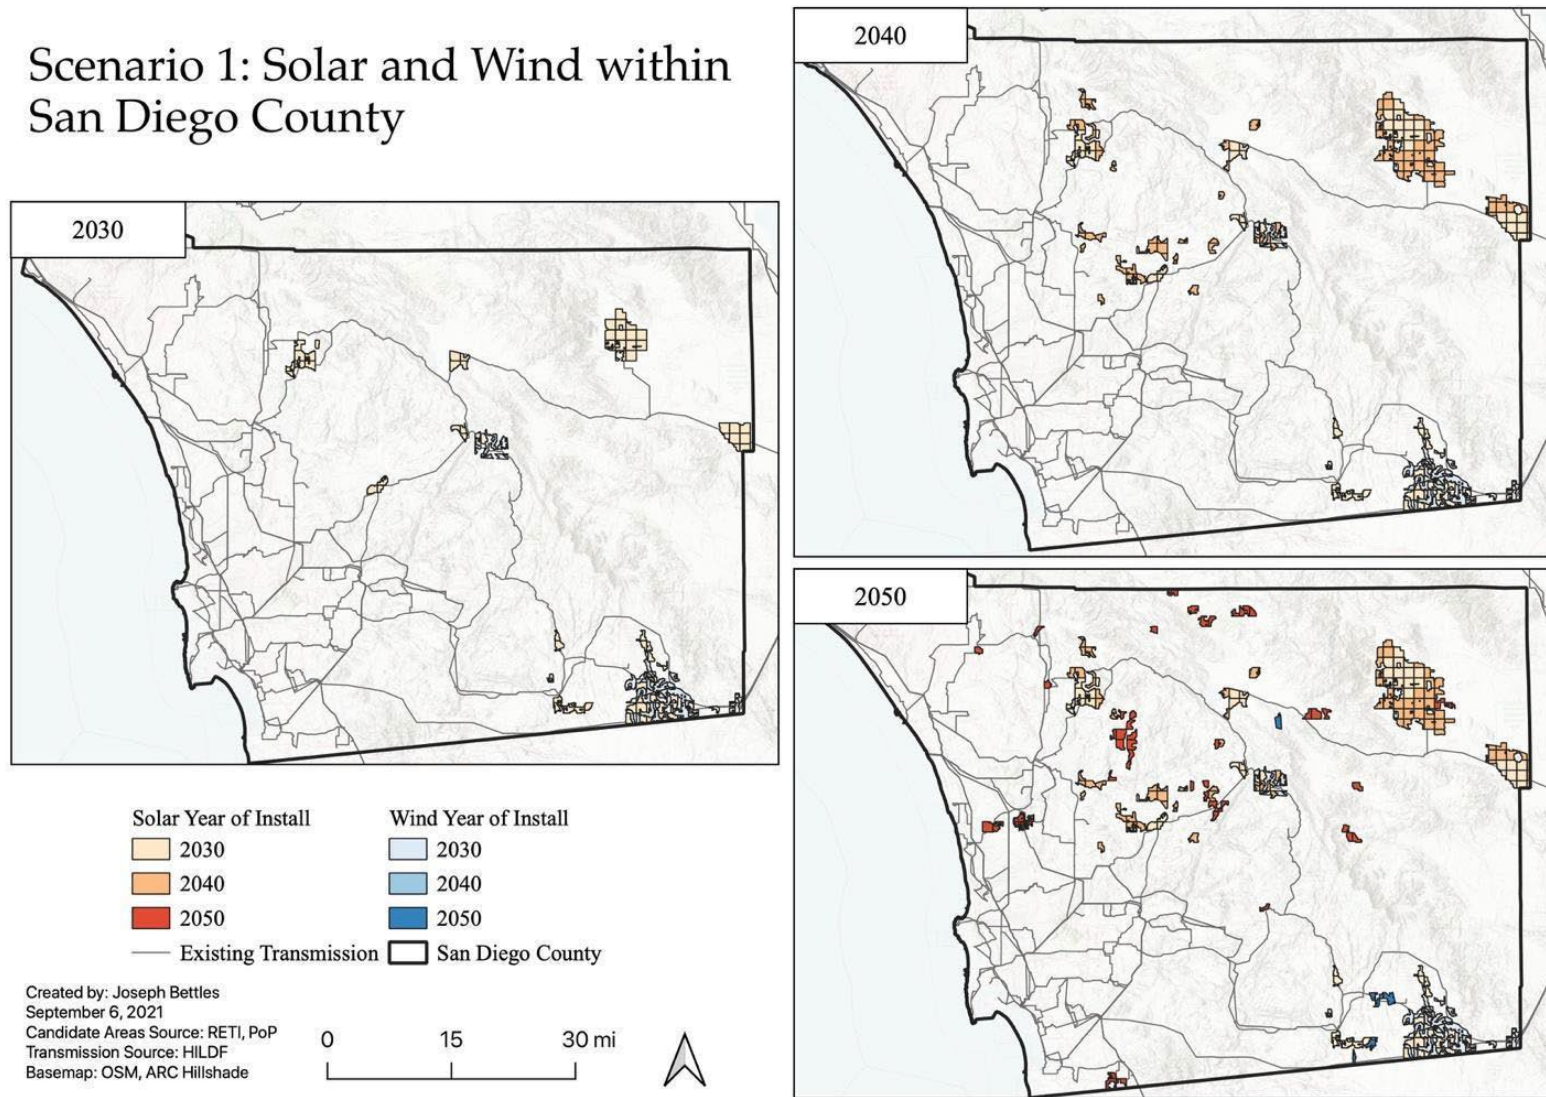 Scenario 1: Solar and Wind within
San Diego County
2030
2040
2050
Solar Year of Install
2030
2040
2050
Existing Transmission
Wind Year of Install
2030
2040
2050
San Diego County
Created by: Joseph Bettles
September 6, 2021
Candidate Areas Source: RETI, PoP
Transmission Source: HILDF
Basemap: OSM, ARC Hillshade
0 15 30 mi